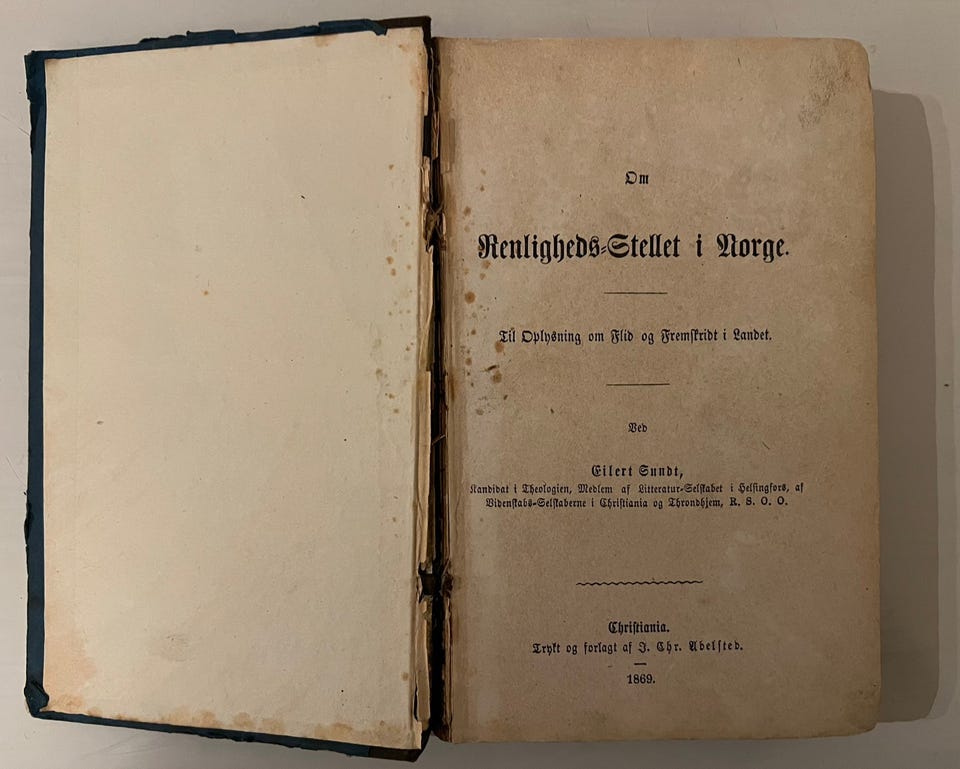 Om
Renligheds-Stellet i Norge.
Til Oplysning om Flid og Fremskridt i Landet.
Ved
Eilert Sundt,
Kandidat i Theologien, Medlem af Litteratur-Selskabet i Helsingfors, af
Videnskabs-Selskaberne i Christiania og Throndhjem, R. S. O. O.
Christiania.
Trykt og forlagt af J. Chr. Abelsted.
1869.